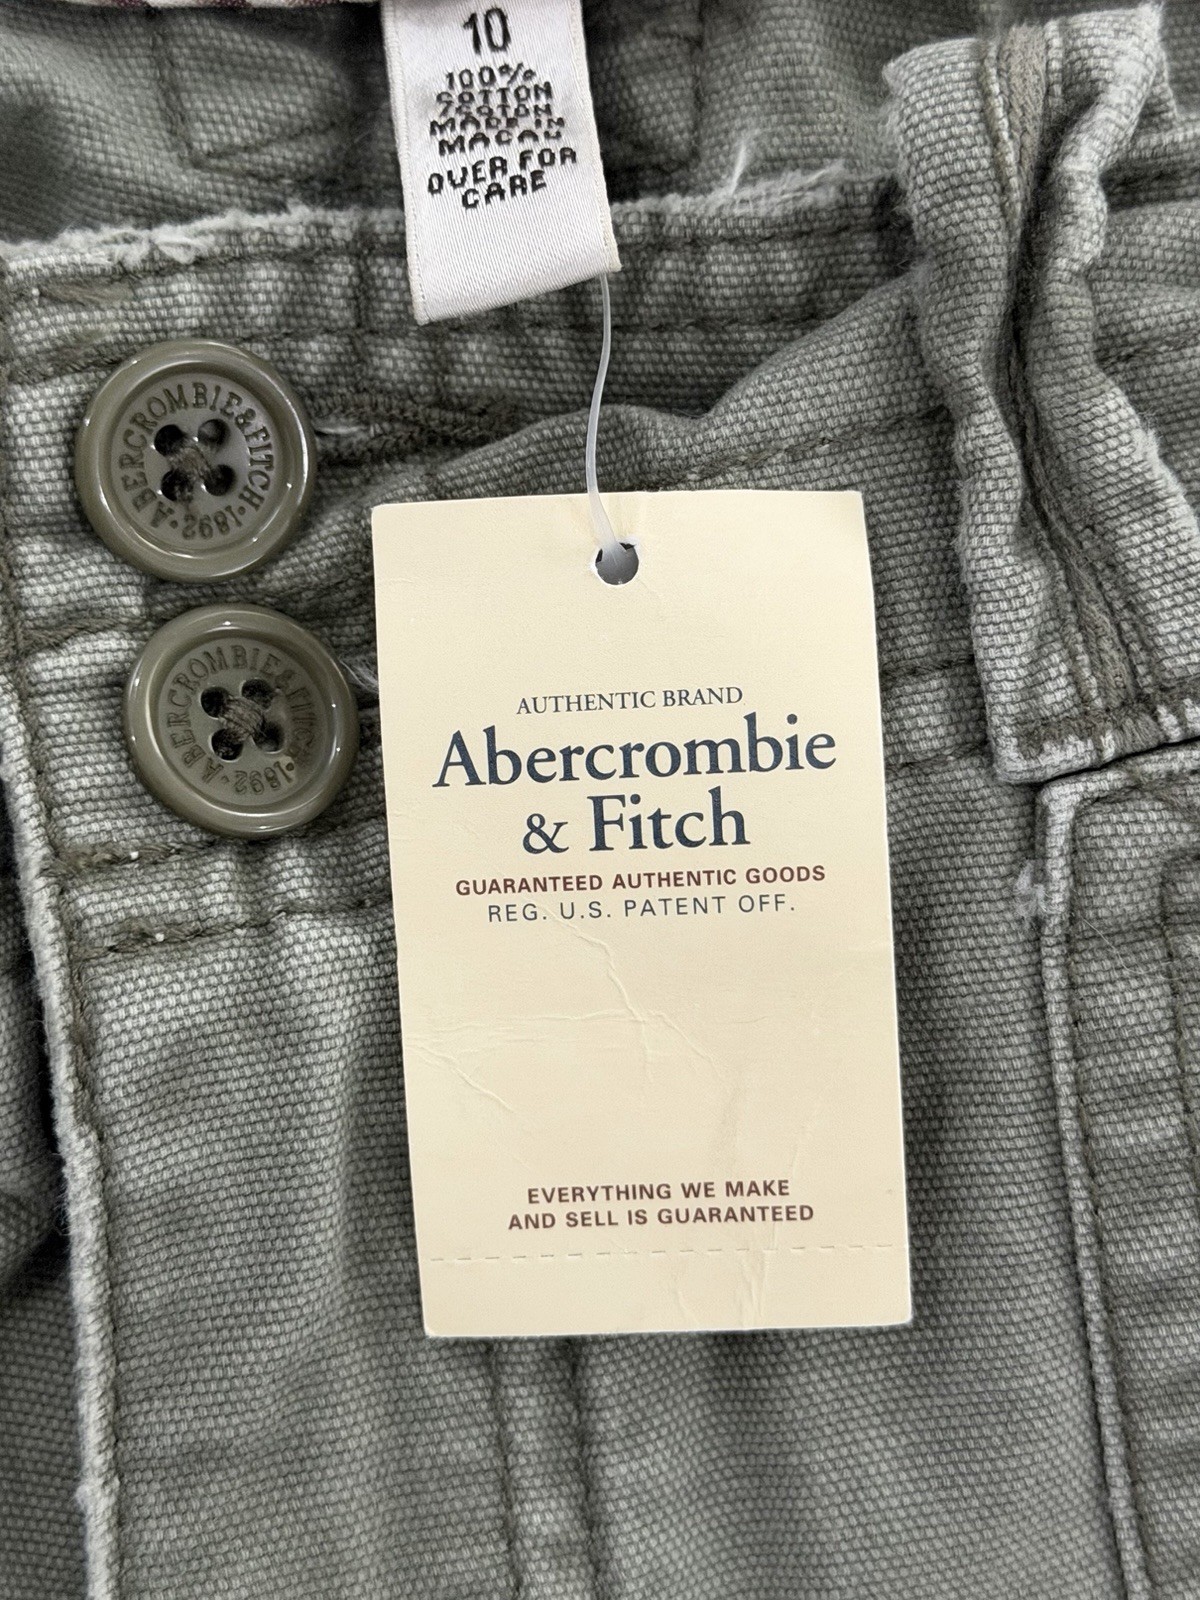 10
100%
COTTON
MADE IN
MACAU
OVER FOR
CARE
ABERCROMBIE & FITCH · 1892 ·
ABERCROMBIE & FITCH · 1892 ·
AUTHENTIC BRAND
Abercrombie
& Fitch
GUARANTEED AUTHENTIC GOODS
REG. U.S. PATENT OFF.
EVERYTHING WE MAKE
AND SELL IS GUARANTEED